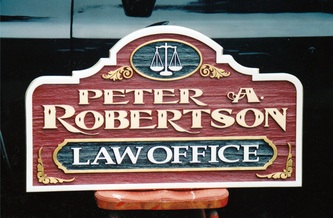 PETER A.
ROBERTSON
LAW OFFICE